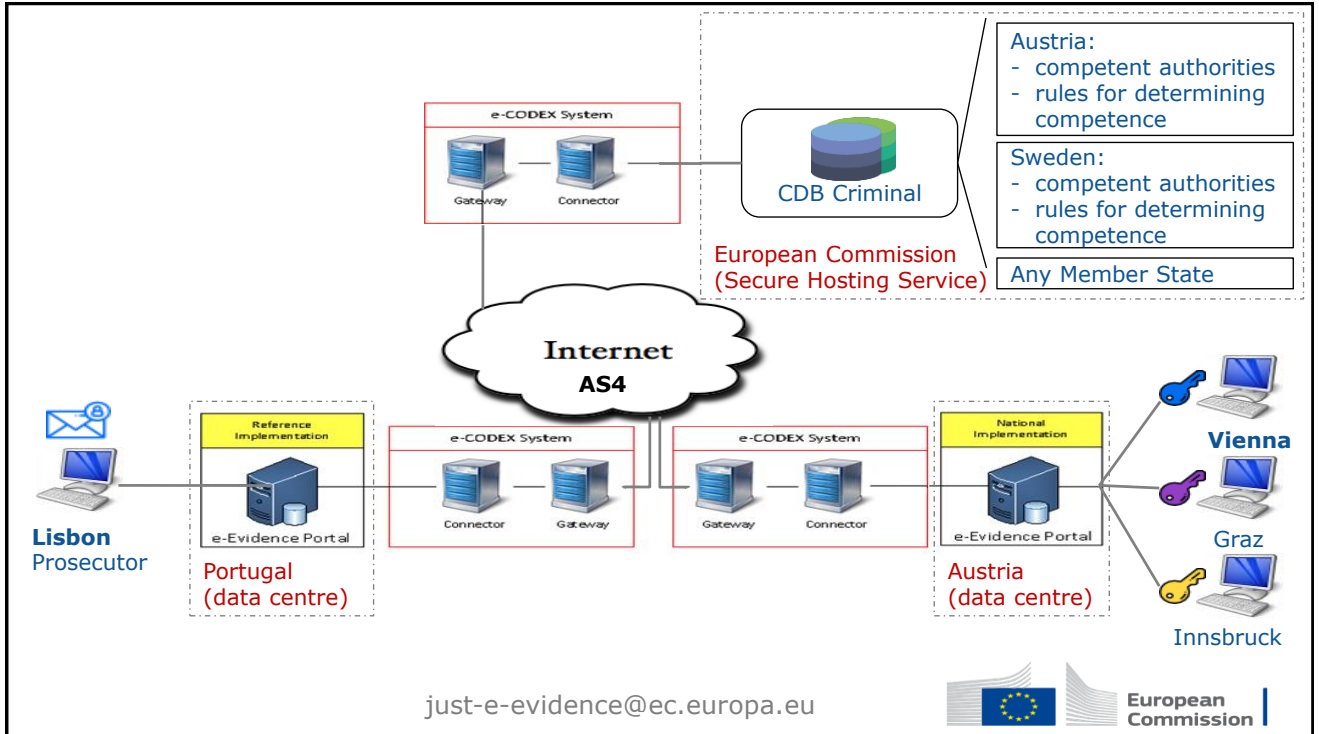 Austria:
- competent authorities
- rules for determining
competence
e-CODEX System
Gateway
Connector
CDB Criminal
Sweden:
- competent authorities
- rules for determining
competence
European Commission
(Secure Hosting Service)
Any Member State
Internet
AS4
Lisbon
Prosecutor
Reference
Implementation
e-Evidence Portal
Portugal
(data centre)
e-CODEX System
Connector
Gateway
e-CODEX System
Gateway
Connector
National
Implementation
e-Evidence Portal
Austria
(data centre)
Vienna
Graz
Innsbruck
just-e-evidence@ec.europa.eu
European
Commission